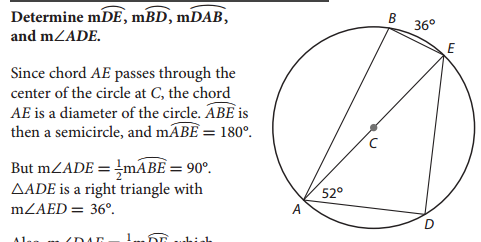 Determine mDE, mBD, mDAB,
and m∠ADE.
Since chord AE passes through the
center of the circle at C, the chord
AE is a diameter of the circle. ABE is
then a semicircle, and mABE = 180°.
But m∠ADE = ½mABE = 90°.
△ADE is a right triangle with
m∠AED = 36°.
B
36°
E
C
52°
A
D